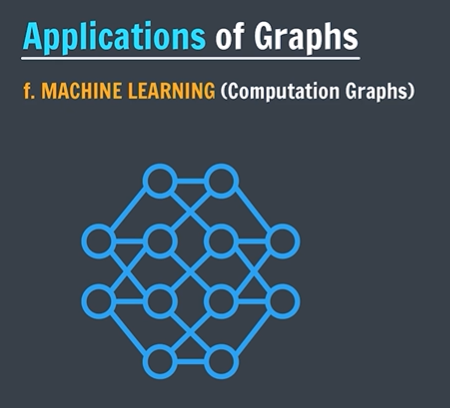 Applications of Graphs
f. MACHINE LEARNING (Computation Graphs)